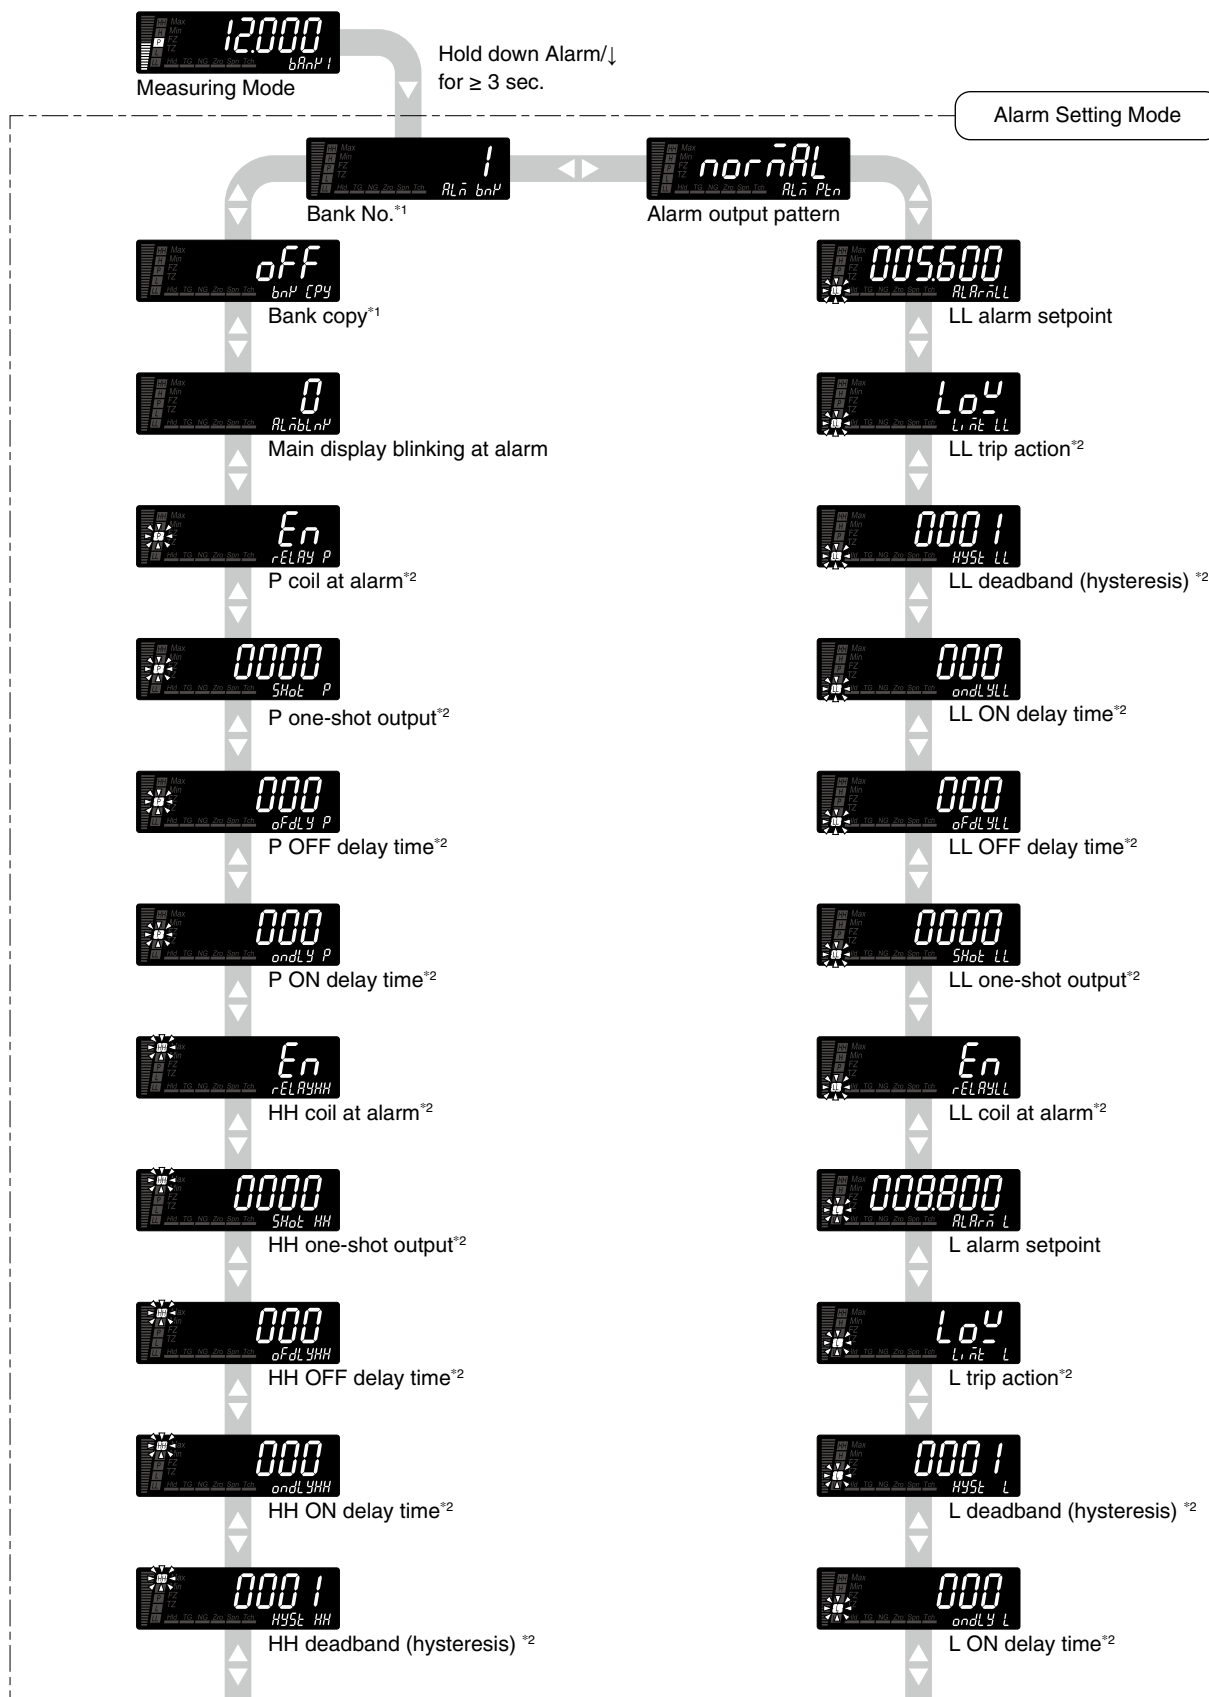 12.000
bAnK 1
Measuring Mode
Hold down Alarm/↓
for ≥ 3 sec.
Alarm Setting Mode
1
ALm bnK
Bank No.*1
normAL
ALm Ptn
Alarm output pattern
oFF
bnK CPY
Bank copy*1
0
ALmbLnK
Main display blinking at alarm
En
rELAY P
P coil at alarm*2
0000
SHot P
P one-shot output*2
000
oFdLY P
P OFF delay time*2
000
ondLY P
P ON delay time*2
En
rELAYHH
HH coil at alarm*2
0000
SHot HH
HH one-shot output*2
000
oFdLYHH
HH OFF delay time*2
000
ondLYHH
HH ON delay time*2
0001
HYSt HH
HH deadband (hysteresis) *2
005.600
ALArmLL
LL alarm setpoint
Low
Limt LL
LL trip action*2
0001
HYSt LL
LL deadband (hysteresis) *2
000
ondLYLL
LL ON delay time*2
000
oFdLYLL
LL OFF delay time*2
0000
SHot LL
LL one-shot output*2
En
rELAYLL
LL coil at alarm*2
008.800
ALArm L
L alarm setpoint
Low
Limt L
L trip action*2
0001
HYSt L
L deadband (hysteresis) *2
000
ondLY L
L ON delay time*2